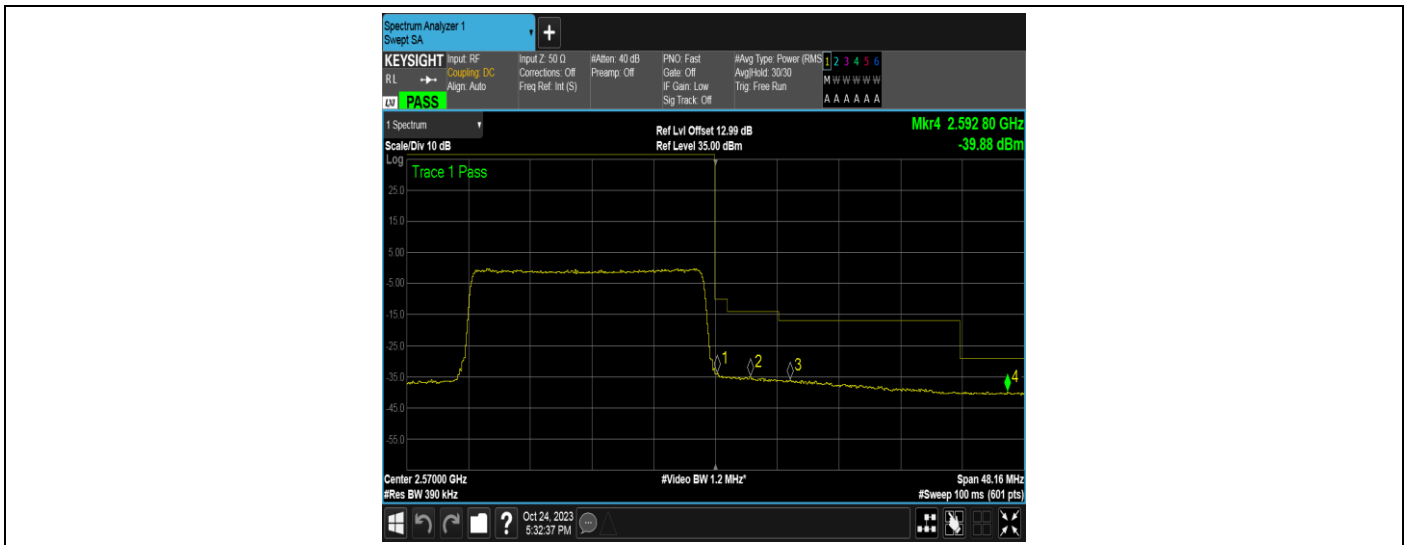 Spectrum Analyzer 1
Swept SA
+
KEYSIGHT
RL
LXI PASS
Input: RF
Coupling: DC
Align: Auto
Input Z: 50 Ω
Corrections: Off
Freq Ref: Int (S)
#Atten: 40 dB
Preamp: Off
PNO: Fast
Gate: Off
IF Gain: Low
Sig Track: Off
#Avg Type: Power (RMS
Avg|Hold: 30/30
Trig: Free Run
1 2 3 4 5 6
M W W W W W
A A A A A A
1 Spectrum
Scale/Div 10 dB
Ref Lvl Offset 12.99 dB
Ref Level 35.00 dBm
Mkr4 2.592 80 GHz
-39.88 dBm
Log
Trace 1 Pass
25.0
15.0
5.00
-5.00
-15.0
-25.0
-35.0
-45.0
-55.0
1
2
3
4
Center 2.57000 GHz
#Res BW 390 kHz
#Video BW 1.2 MHz*
Span 48.16 MHz
#Sweep 100 ms (601 pts)
?
Oct 24, 2023
5:32:37 PM